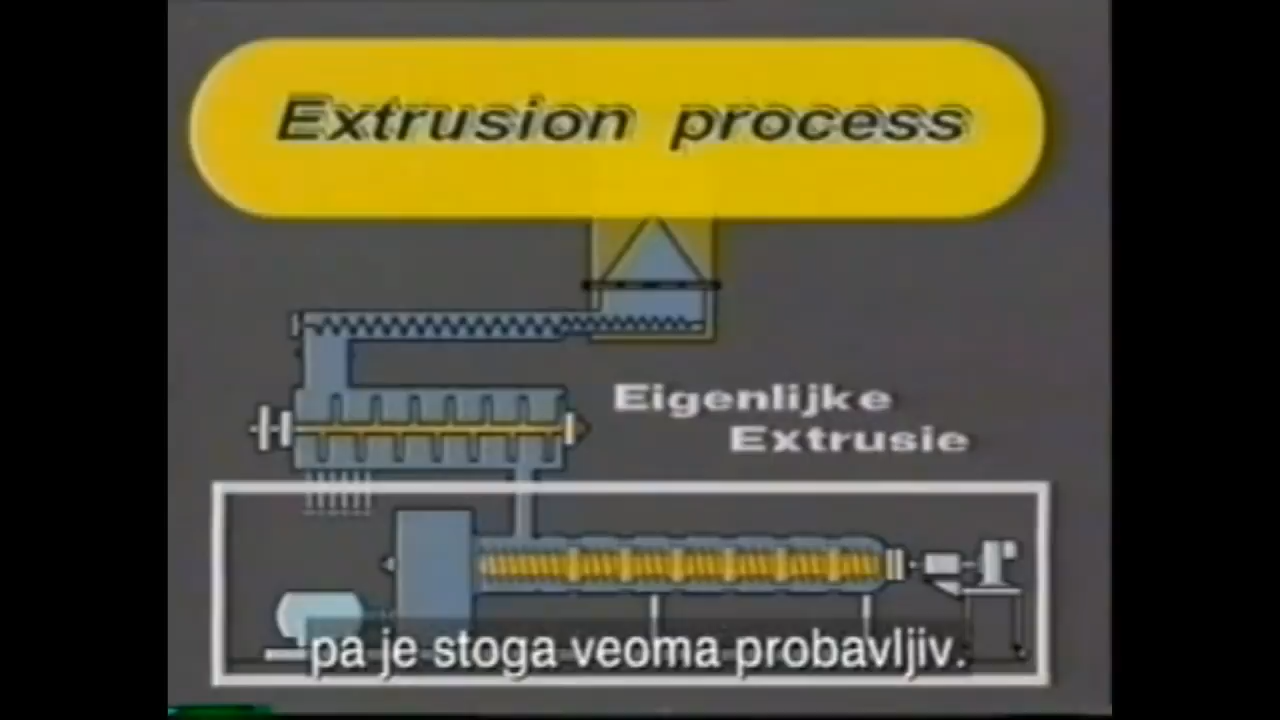 Extrusion process
Eigenlijke
Extrusie
pa je stoga veoma probavljiv.